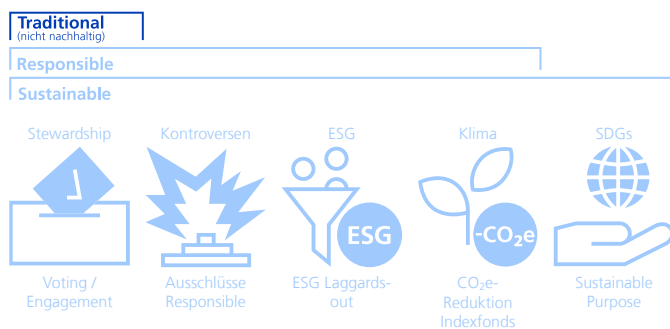 Traditional
(nicht nachhaltig)
Responsible
Sustainable
Stewardship
Kontroversen
ESG
Klima
SDGs
ESG
-CO₂e
Voting /
Engagement
Ausschlüsse
Responsible
ESG Laggards-
out
CO₂e-
Reduktion
Indexfonds
Sustainable
Purpose